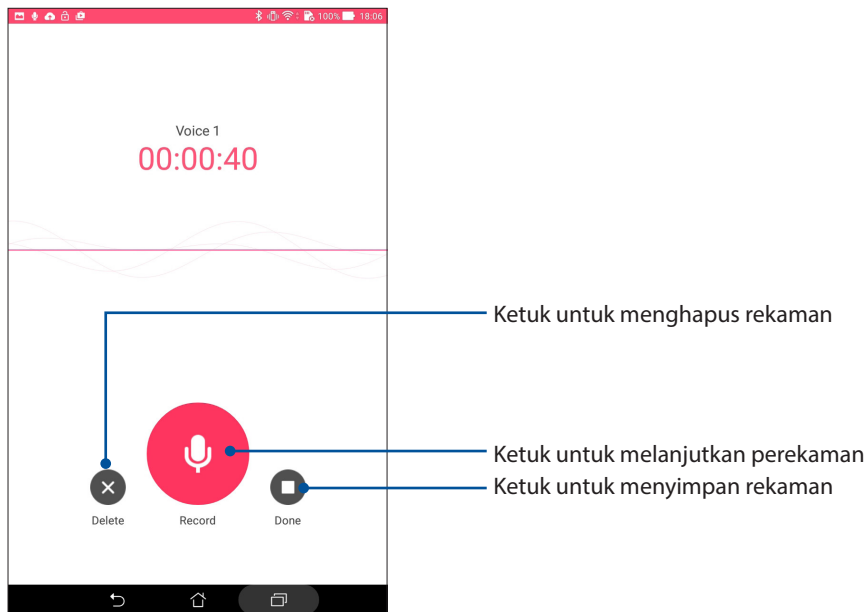 100% 18:06
Voice 1
00:00:40
Ketuk untuk menghapus rekaman
Ketuk untuk melanjutkan perekaman
Ketuk untuk menyimpan rekaman
Delete Record Done